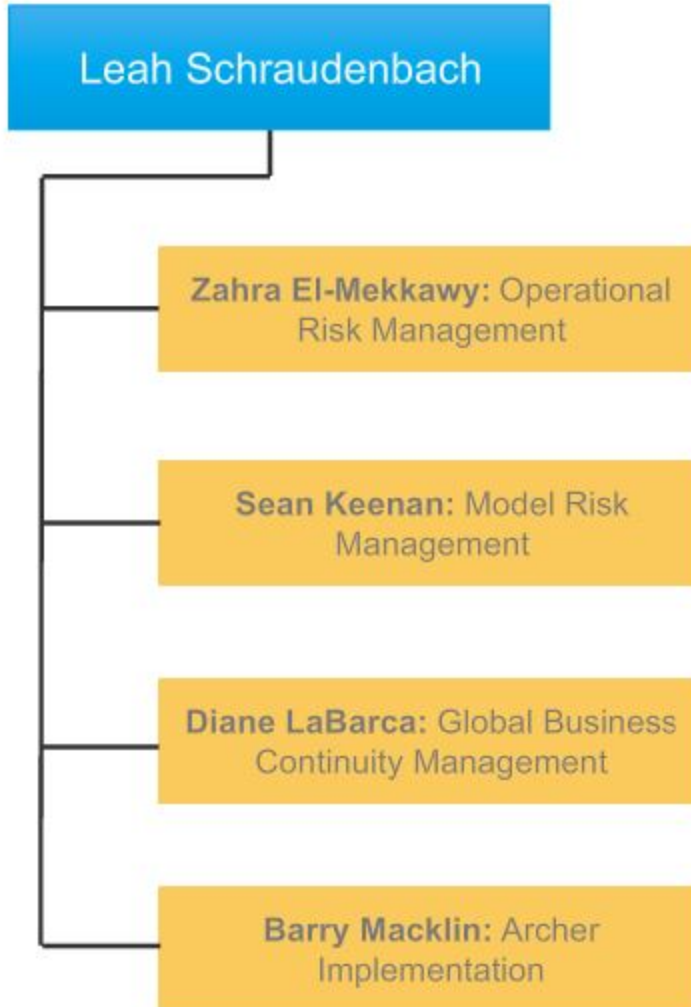 Leah Schraudenbach
Zahra El-Mekkawy: Operational
Risk Management
Sean Keenan: Model Risk
Management
Diane LaBarca: Global Business
Continuity Management
Barry Macklin: Archer
Implementation